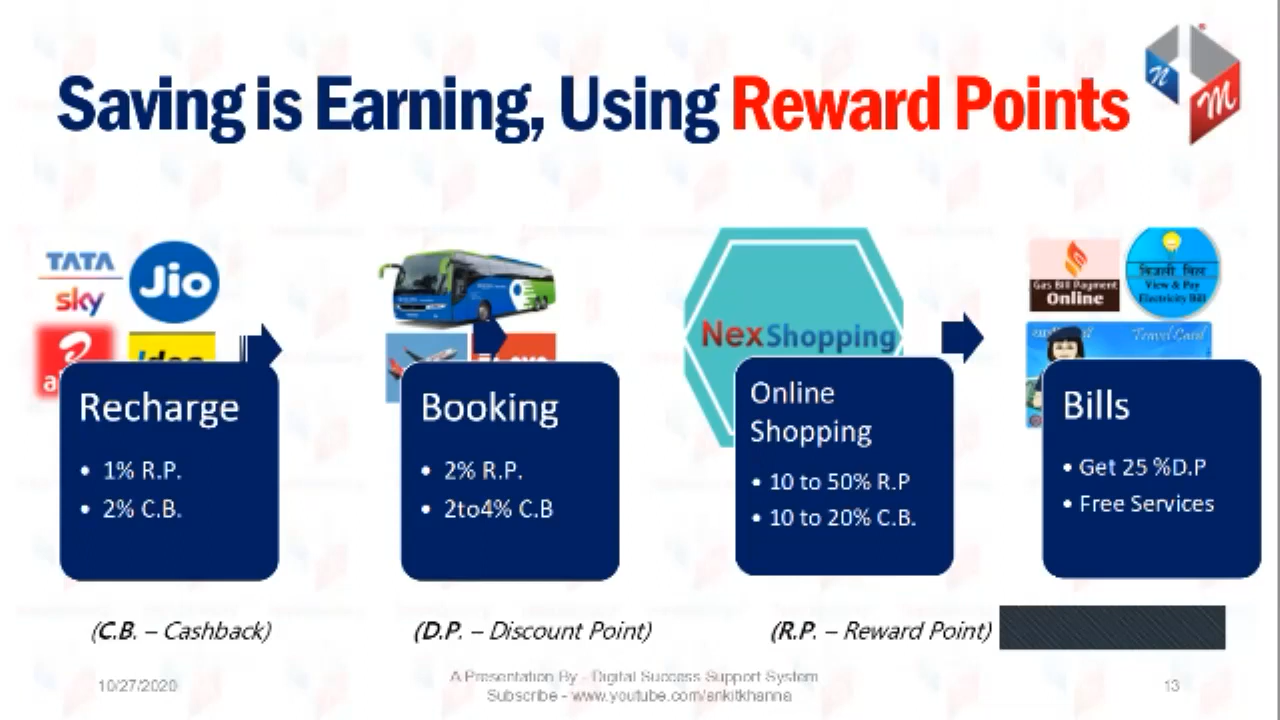 Saving is Earning, Using Reward Points
n M
TATA
sky
Jio
NexShopping
Gas Bill Payment
Online
बिजली बिल
View & Pay
Electricity Bill
Travel Card
Recharge
• 1% R.P.
• 2% C.B.
Booking
• 2% R.P.
• 2to4% C.B
Online
Shopping
• 10 to 50% R.P
• 10 to 20% C.B.
Bills
• Get 25 %D.P
• Free Services
(C.B. – Cashback)
(D.P. – Discount Point)
(R.P. – Reward Point)
10/27/2020
A Presentation By - Digital Success Support System
Subscribe - www.youtube.com/ankitkhanna
13